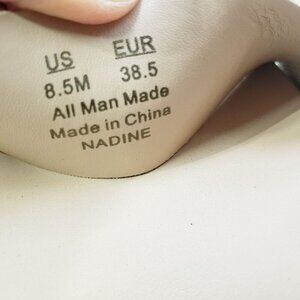 US EUR
8.5M 38.5
All Man Made
Made in China
NADINE